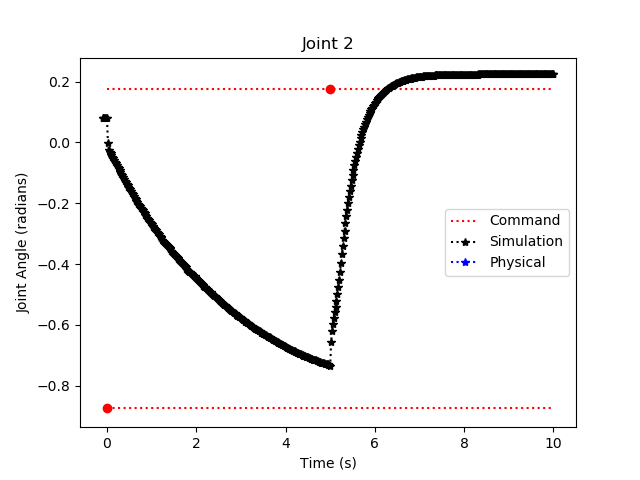 Joint 2
0.2
0.0
−0.2
−0.4
−0.6
−0.8
Joint Angle (radians)
Command
Simulation
Physical
0 2 4 6 8 10
Time (s)